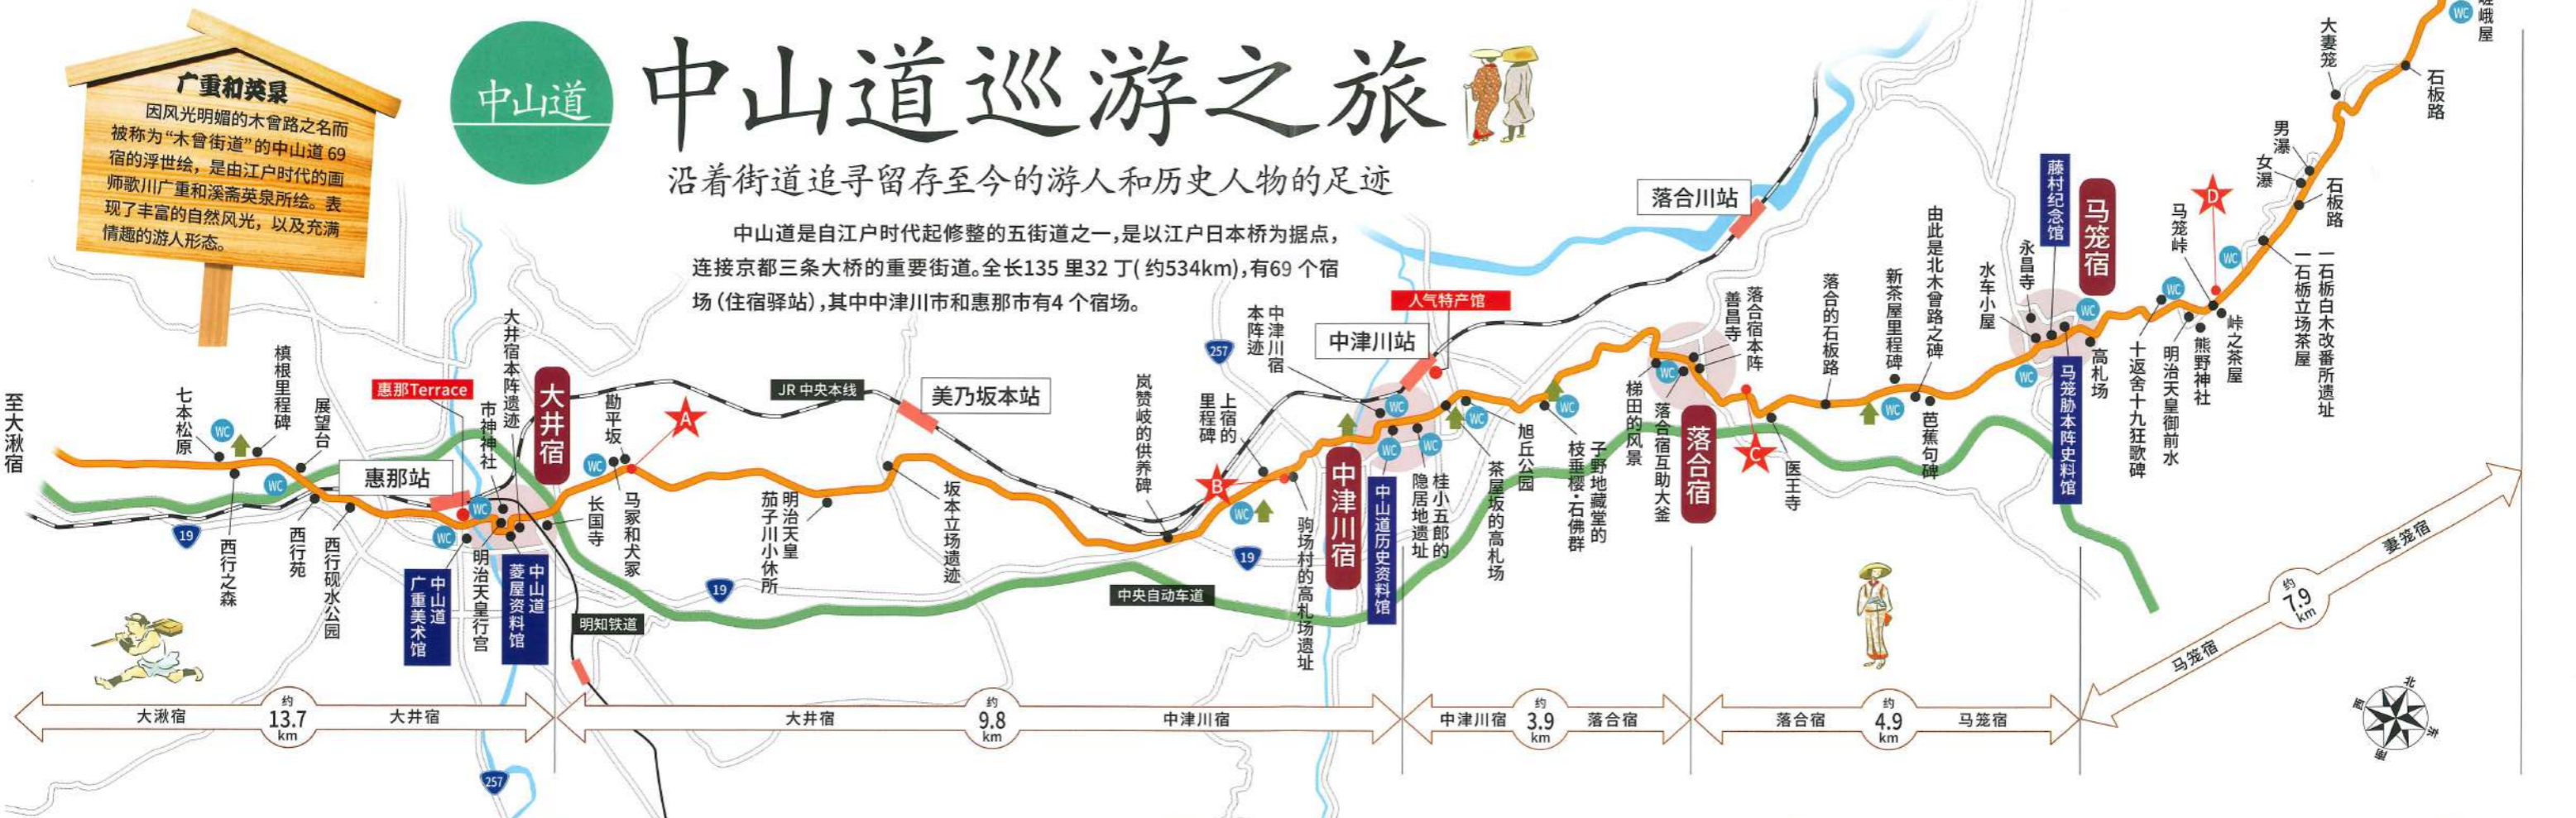 广重和英泉
因风光明媚的木曾路之名而
被称为“木曾街道”的中山道 69
宿的浮世绘，是由江户时代的画
师歌川广重和溪斋英泉所绘。表
现了丰富的自然风光，以及充满
情趣的游人形态。
中山道
中山道巡游之旅
沿着街道追寻留存至今的游人和历史人物的足迹
中山道是自江户时代起修整的五街道之一,是以江户日本桥为据点,
连接京都三条大桥的重要街道。全长135 里32 丁( 约534km),有69 个宿
场 (住宿驿站) ,其中中津川市和惠那市有4 个宿场。
至大湫宿
七本松原
WC
槙根里程碑
展望台
WC
19
西行之森
西行苑
西行砚水公园
惠那Terrace
惠那站
市神神社
大井宿本阵遗迹
大井宿
WC
WC
中山道
广重美术馆
明治天皇行宫
中山道
菱屋资料馆
长国寺
勘平坂
WC
A
马冢和犬冢
明知铁道
257
JR 中央本线
美乃坂本站
明治天皇
茄子川小休所
坂本立场遗迹
19
中央自动车道
岚赞岐的供养碑
上宿的
里程碑
257
B
WC
19
驹场村的高札场遗址
中津川宿
本阵迹
中津川站
人气特产馆
中津川宿
WC
WC
WC
中山道历史资料馆
桂小五郎的
隐居地遗址
WC
茶屋坂的高札场
旭丘公园
WC
子野地藏堂的
枝垂樱・石佛群
落合川站
梯田的风景
WC
落合宿互助大釜
善昌寺
落合宿本阵
落合宿
C
医王寺
落合的石板路
新茶屋里程碑
WC
由此是北木曾路之碑
芭蕉句碑
水车小屋
永昌寺
藤村纪念馆
马笼宿
WC
WC
马笼胁本阵史料馆
高札场
十返舍十九狂歌碑
WC
明治天皇御前水
熊野神社
马笼峠
D
WC
峠之茶屋
一石栃白木改番所遗址
一石栃立场茶屋
女瀑
男瀑
石板路
大妻笼
石板路
WC
嵯峨屋
大湫宿
约
13.7
km
大井宿
大井宿
约
9.8
km
中津川宿
中津川宿
约
3.9
km
落合宿
落合宿
约
4.9
km
马笼宿
马笼宿
约
7.9
km
妻笼宿
北
东
南
西